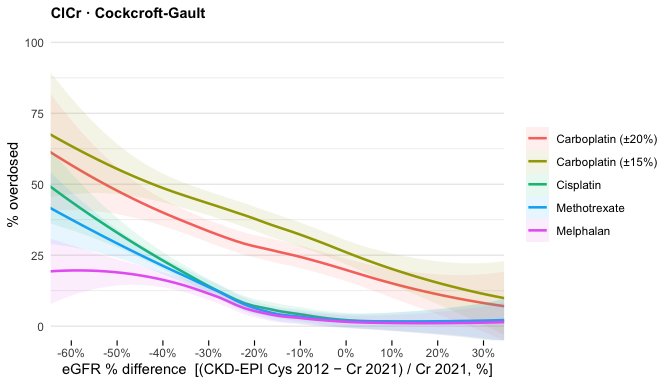 ClCr · Cockcroft-Gault
% overdosed
100
75
50
25
0
-60%
-50%
-40%
-30%
-20%
-10%
0%
10%
20%
30%
eGFR % difference [(CKD-EPI Cys 2012 − Cr 2021) / Cr 2021, %]
Carboplatin (±20%)
Carboplatin (±15%)
Cisplatin
Methotrexate
Melphalan